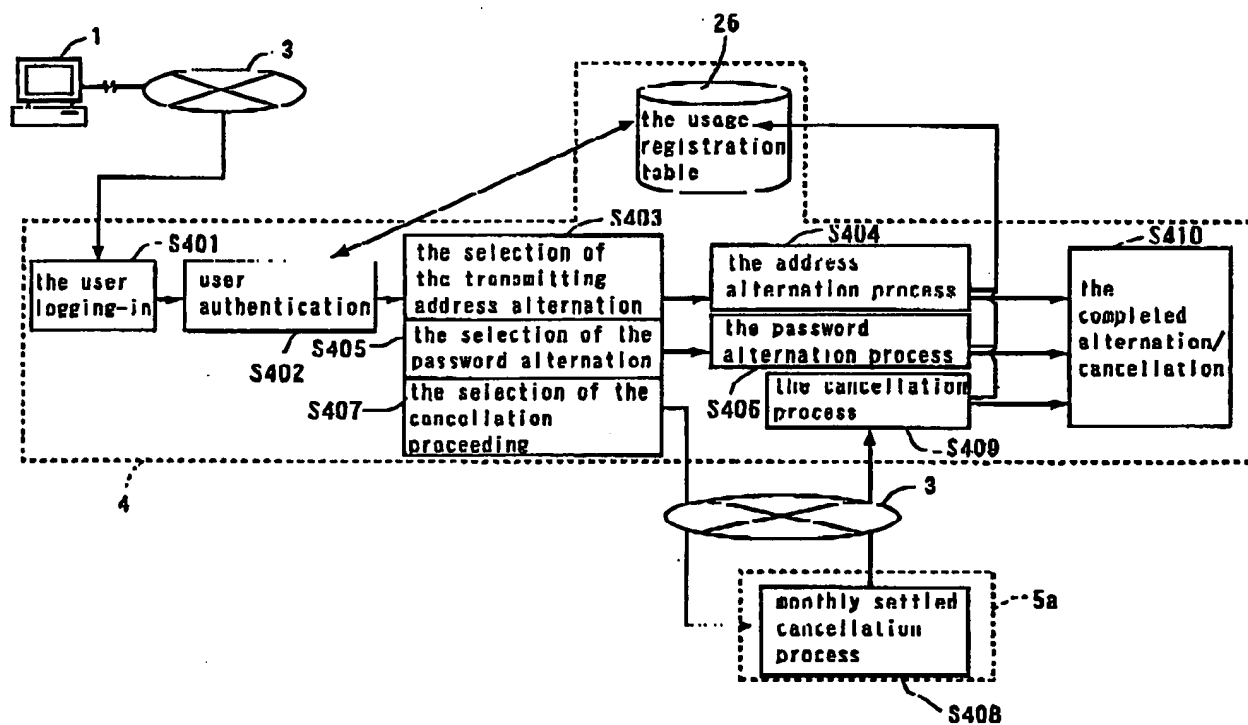 1
3
26
the usage
registration
table
S401
the user
logging-in
user
authentication
S402
S403
the selection of
the transmitting
address alternation
S405
the selection of the
password alternation
S407
the selection of the
cancellation
proceeding
S404
the address
alternation process
the password
alternation process
S406
the cancellation
process
S409
S410
the
completed
alternation/
cancellation
4
3
5a
monthly settled
cancellation
process
S408